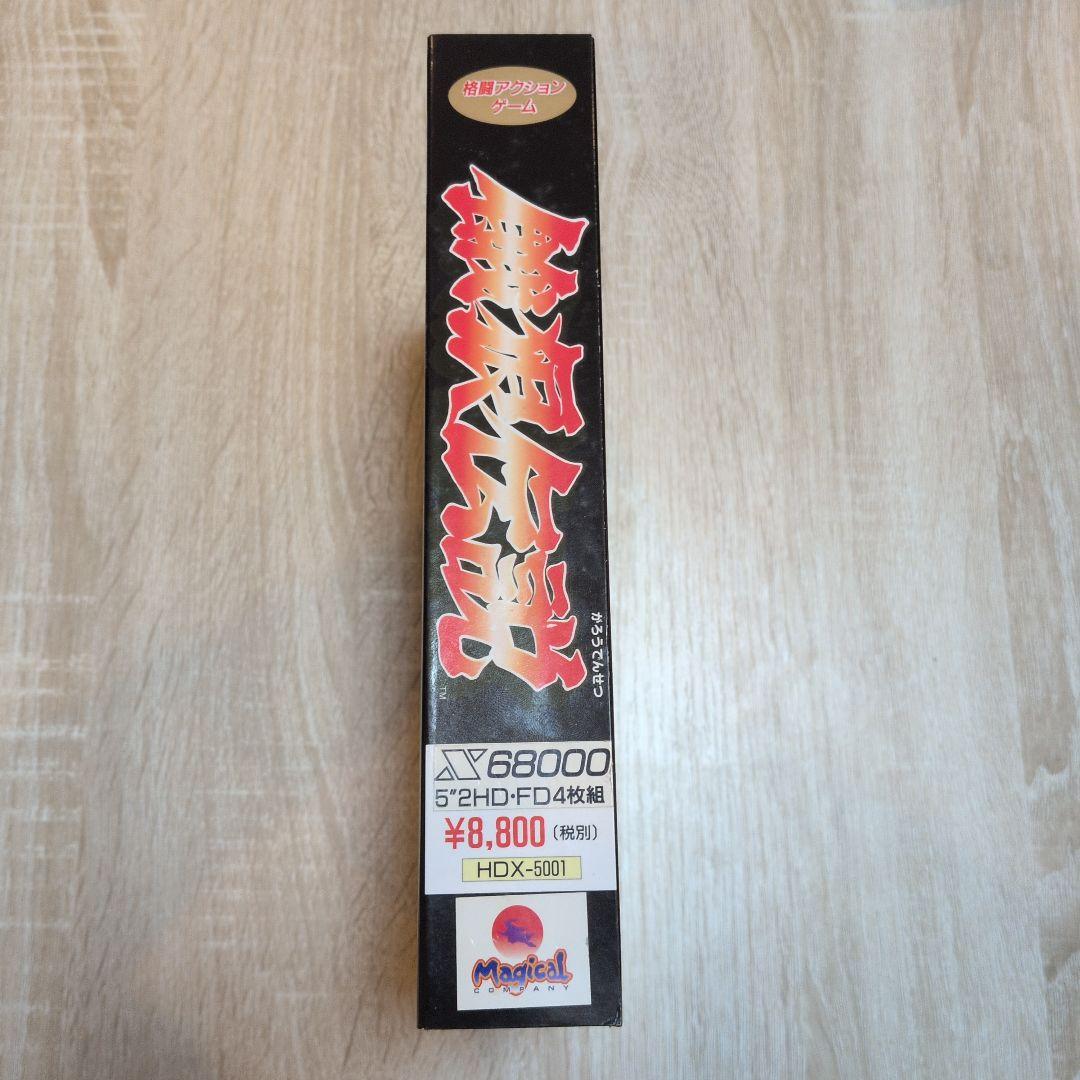 格闘アクション
ゲーム
餓狼伝説
がろうでんせつ
TM
X68000
5"2HD・FD4枚組
¥8,800（税別）
HDX-5001
Magical
COMPANY